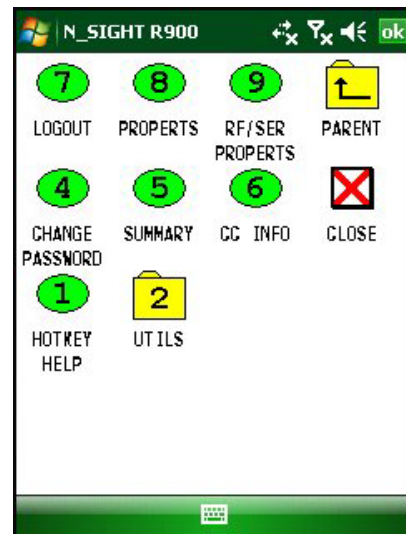 N_SIGHT R900 ok
7 8 9
LOGOUT PROPERTS RF/SER PARENT
PROPERTS
4 5 6
CHANGE SUMMARY CC INFO CLOSE
PASSWORD
1 2
HOTKEY UTILS
HELP